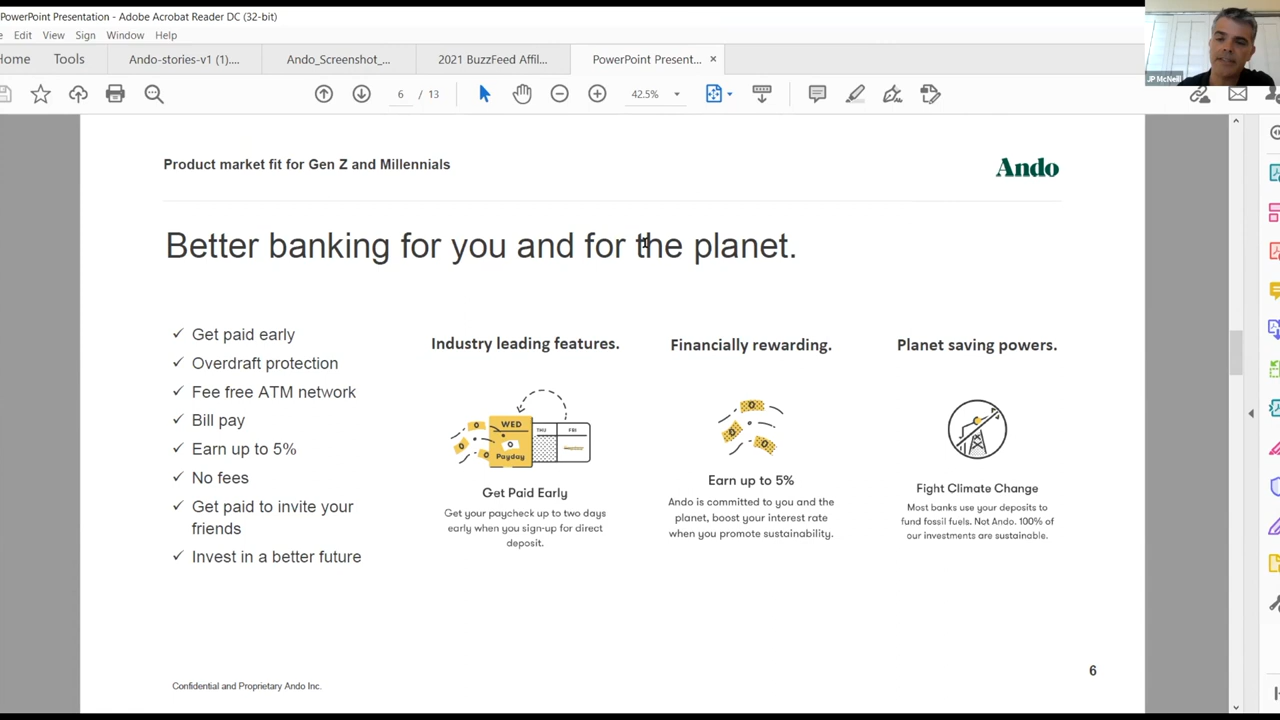 PowerPoint Presentation - Adobe Acrobat Reader DC (32-bit)
Edit View Sign Window Help
Home Tools Ando-stories-v1 (1).... Ando_Screenshot_... 2021 BuzzFeed Affil... PowerPoint Present... ×
JP McNeill
6 / 13 42.5%
Product market fit for Gen Z and Millennials
Ando
Better banking for you and for the planet.
✓ Get paid early
✓ Overdraft protection
✓ Fee free ATM network
✓ Bill pay
✓ Earn up to 5%
✓ No fees
✓ Get paid to invite your
friends
✓ Invest in a better future
Industry leading features.
WED THU FRI
Payday
Get Paid Early
Get your paycheck up to two days
early when you sign-up for direct
deposit.
Financially rewarding.
Earn up to 5%
Ando is committed to you and the
planet, boost your interest rate
when you promote sustainability.
Planet saving powers.
Fight Climate Change
Most banks use your deposits to
fund fossil fuels. Not Ando. 100% of
our investments are sustainable.
6
Confidential and Proprietary Ando Inc.